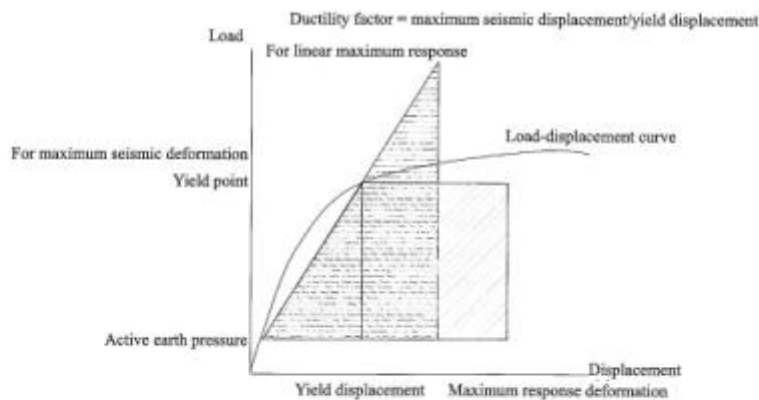 Ductility factor = maximum seismic displacement/yield displacement
Load
For linear maximum response
Load-displacement curve
For maximum seismic deformation
Yield point
Active earth pressure
Displacement
Yield displacement
Maximum response deformation